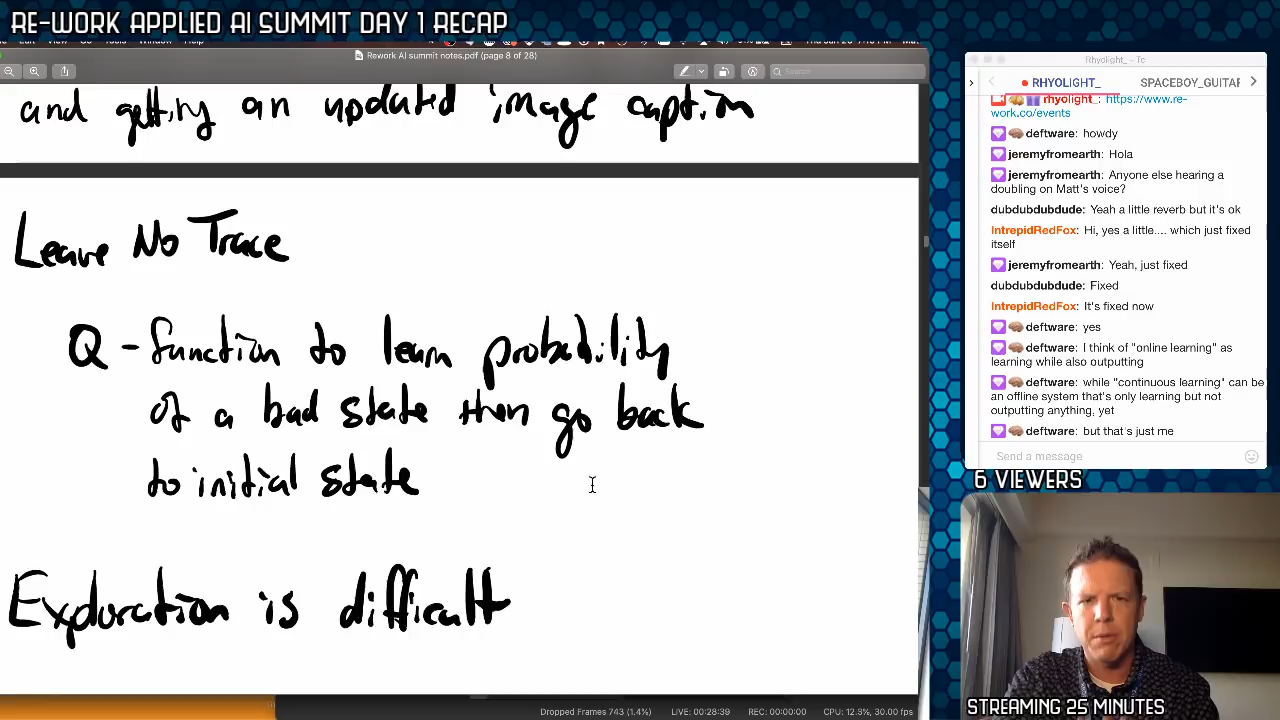 RE-WORK APPLIED AI SUMMIT DAY 1 RECAP
Rework AI summit notes.pdf (page 8 of 28)
Search
and getting an updated image caption
Leave No Trace
Q - function to learn probability
of a bad state then go back
to initial state
Exploration is difficult
Rhyolight_ – Tc
RHYOLIGHT_
SPACEBOY_GUITAR
rhyolight_: https://www.re-
work.co/events
deftware: howdy
jeremyfromearth: Hola
jeremyfromearth: Anyone else hearing a
doubling on Matt's voice?
dubdubdubdude: Yeah a little reverb but it's ok
IntrepidRedFox: Hi, yes a little.... which just fixed
itself
jeremyfromearth: Yeah, just fixed
dubdubdubdude: Fixed
IntrepidRedFox: It's fixed now
deftware: yes
deftware: I think of "online learning" as
learning while also outputting
deftware: while "continuous learning" can be
an offline system that's only learning but not
outputting anything, yet
deftware: but that's just me
Send a message
6 VIEWERS
STREAMING 25 MINUTES
Dropped Frames 743 (1.4%)
LIVE: 00:28:39
REC: 00:00:00
CPU: 12.3%, 30.00 fps